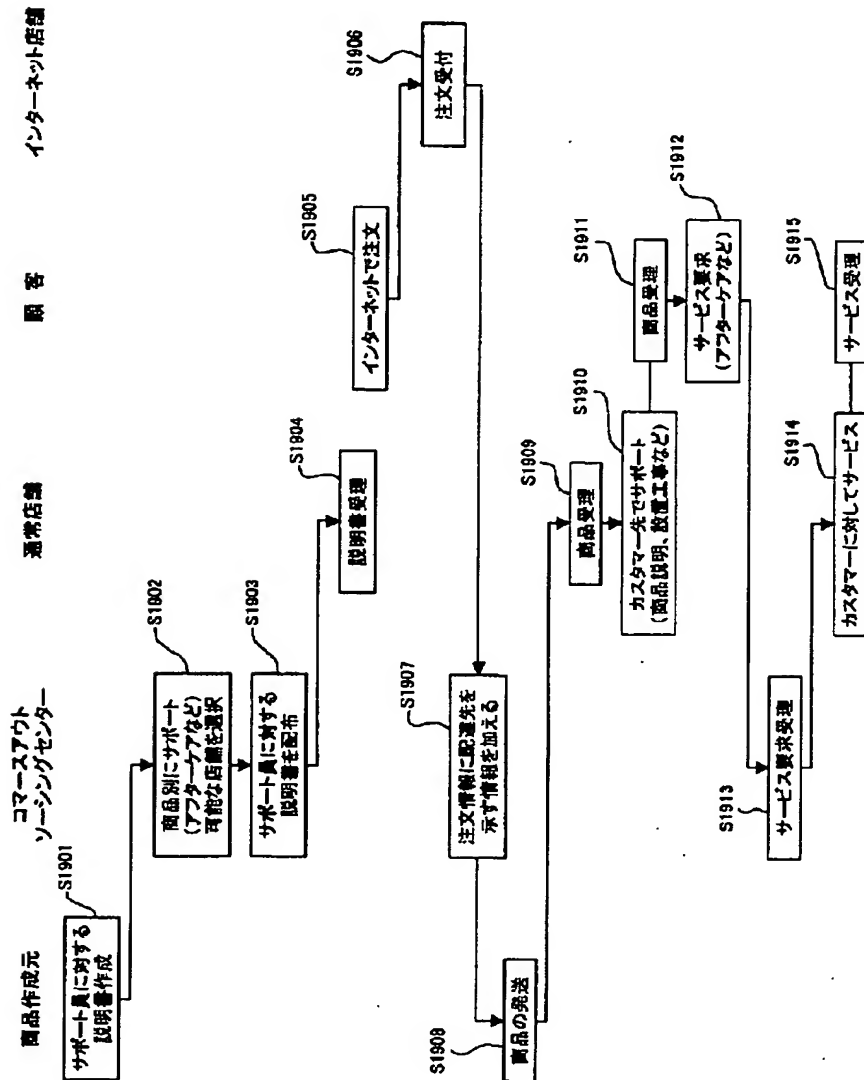 商品作成元
コマースアウト
ソーシングセンター
通常店舗
顧 客
インターネット店舗
S1901
サポート員に対する
説明書作成
S1902
商品別にサポート
(アフターケアなど)
可能な店舗を選択
S1903
サポート員に対する
説明書を配布
S1904
説明書受理
S1905
インターネットで注文
S1906
注文受付
S1907
注文情報に配達先を
示す情報を加える
S1908
商品の発送
S1909
商品受理
S1910
カスタマー先でサポート
(商品説明、設置工事など)
S1911
商品受理
S1912
サービス要求
(アフターケアなど)
S1913
サービス要求受理
S1914
カスタマーに対してサービス
S1915
サービス受理